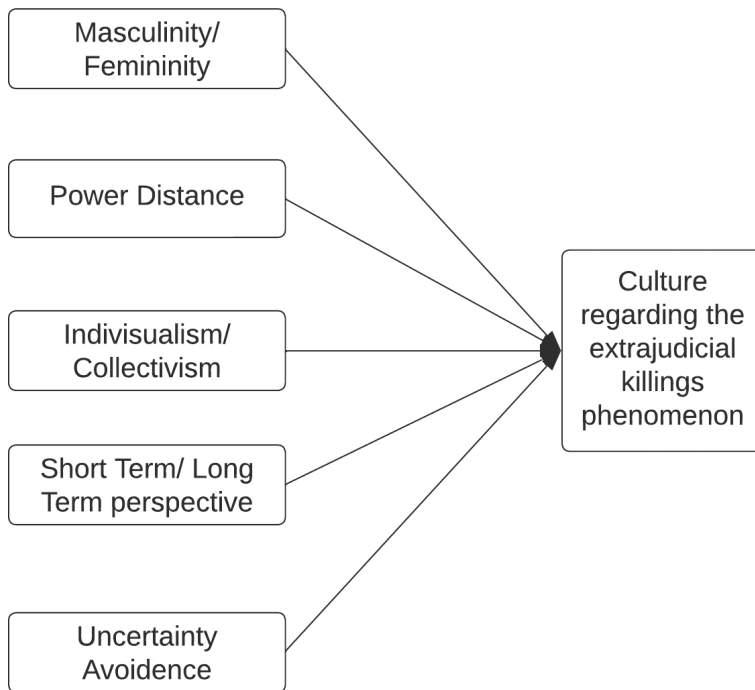 Masculinity/
Femininity
Power Distance
Indivisualism/
Collectivism
Short Term/ Long
Term perspective
Uncertainty
Avoidence
Culture
regarding the
extrajudicial
killings
phenomenon